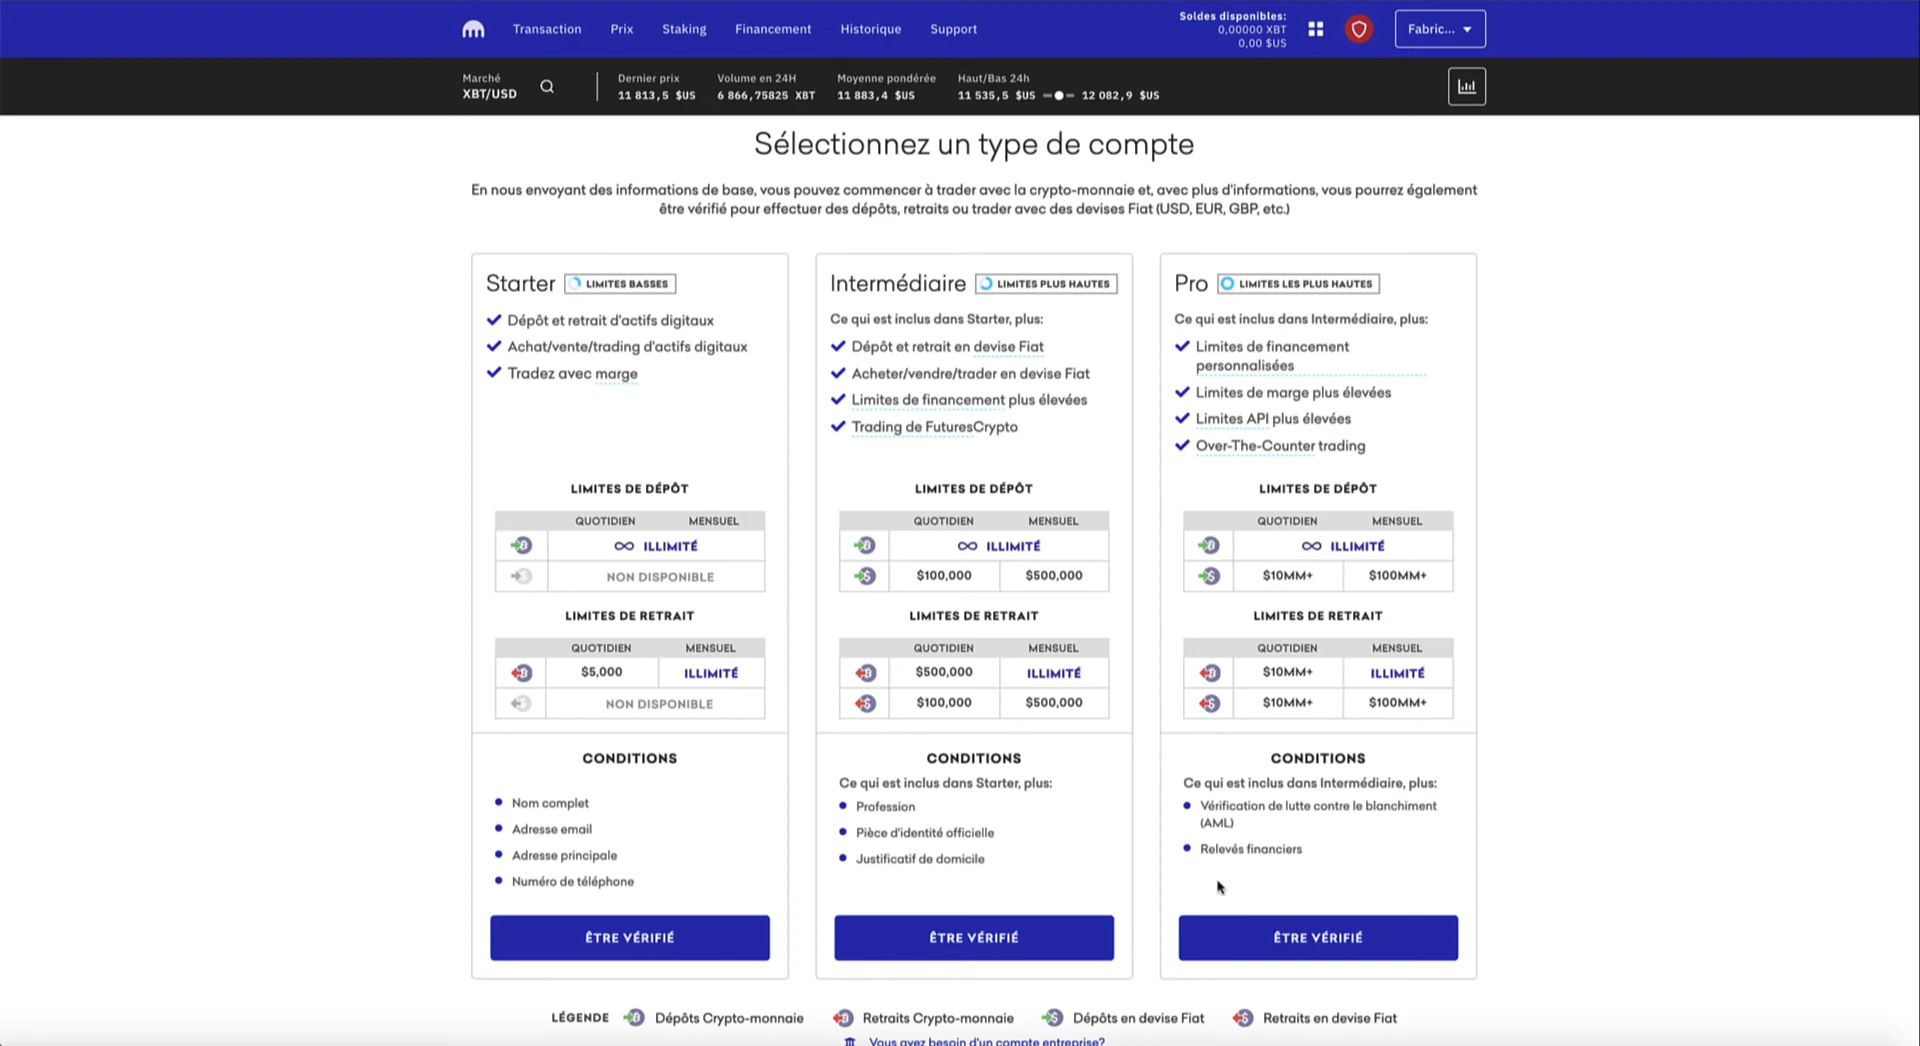 Transaction Prix Staking Financement Historique Support
Soldes disponibles:
0,00000 XBT
0,00 $US
Fabric...
Marché
XBT/USD
Dernier prix
11 813,5 $US
Volume en 24H
6 866,75825 XBT
Moyenne pondérée
11 883,4 $US
Haut/Bas 24h
11 535,5 $US 12 082,9 $US
Sélectionnez un type de compte
En nous envoyant des informations de base, vous pouvez commencer à trader avec la crypto-monnaie et, avec plus d'informations, vous pourrez également
être vérifié pour effectuer des dépôts, retraits ou trader avec des devises Fiat (USD, EUR, GBP, etc.)
Starter LIMITES BASSES
Dépôt et retrait d'actifs digitaux
Achat/vente/trading d'actifs digitaux
Tradez avec marge
LIMITES DE DÉPÔT
QUOTIDIEN MENSUEL
∞ ILLIMITÉ
NON DISPONIBLE
LIMITES DE RETRAIT
QUOTIDIEN MENSUEL
$5,000 ILLIMITÉ
NON DISPONIBLE
CONDITIONS
Nom complet
Adresse email
Adresse principale
Numéro de téléphone
ÊTRE VÉRIFIÉ
Intermédiaire LIMITES PLUS HAUTES
Ce qui est inclus dans Starter, plus:
Dépôt et retrait en devise Fiat
Acheter/vendre/trader en devise Fiat
Limites de financement plus élevées
Trading de FuturesCrypto
LIMITES DE DÉPÔT
QUOTIDIEN MENSUEL
∞ ILLIMITÉ
$100,000 $500,000
LIMITES DE RETRAIT
QUOTIDIEN MENSUEL
$500,000 ILLIMITÉ
$100,000 $500,000
CONDITIONS
Ce qui est inclus dans Starter, plus:
Profession
Pièce d'identité officielle
Justificatif de domicile
ÊTRE VÉRIFIÉ
Pro LIMITES LES PLUS HAUTES
Ce qui est inclus dans Intermédiaire, plus:
Limites de financement
personnalisées
Limites de marge plus élevées
Limites API plus élevées
Over-The-Counter trading
LIMITES DE DÉPÔT
QUOTIDIEN MENSUEL
∞ ILLIMITÉ
$10MM+ $100MM+
LIMITES DE RETRAIT
QUOTIDIEN MENSUEL
$10MM+ ILLIMITÉ
$10MM+ $100MM+
CONDITIONS
Ce qui est inclus dans Intermédiaire, plus:
Vérification de lutte contre le blanchiment
(AML)
Relevés financiers
ÊTRE VÉRIFIÉ
LÉGENDE Dépôts Crypto-monnaie Retraits Crypto-monnaie Dépôts en devise Fiat Retraits en devise Fiat
Vous avez besoin d'un compte entreprise?